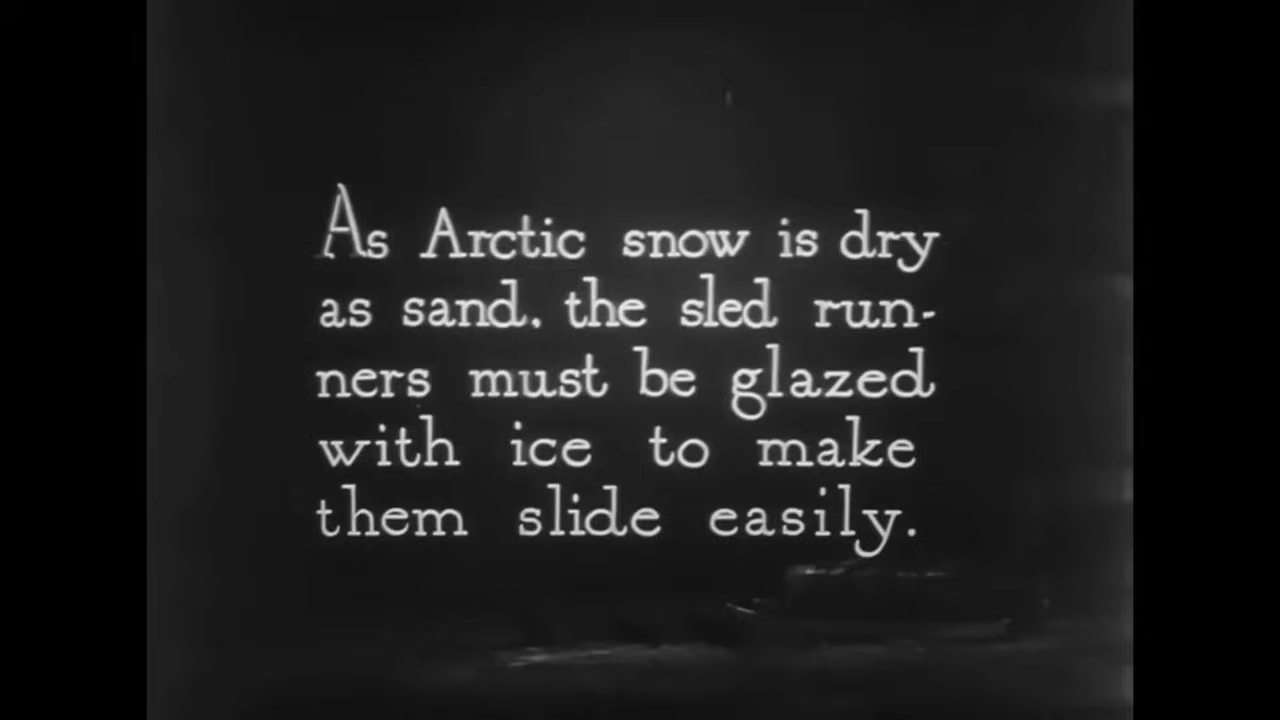 As Arctic snow is dry
as sand, the sled run-
ners must be glazed
with ice to make
them slide easily.